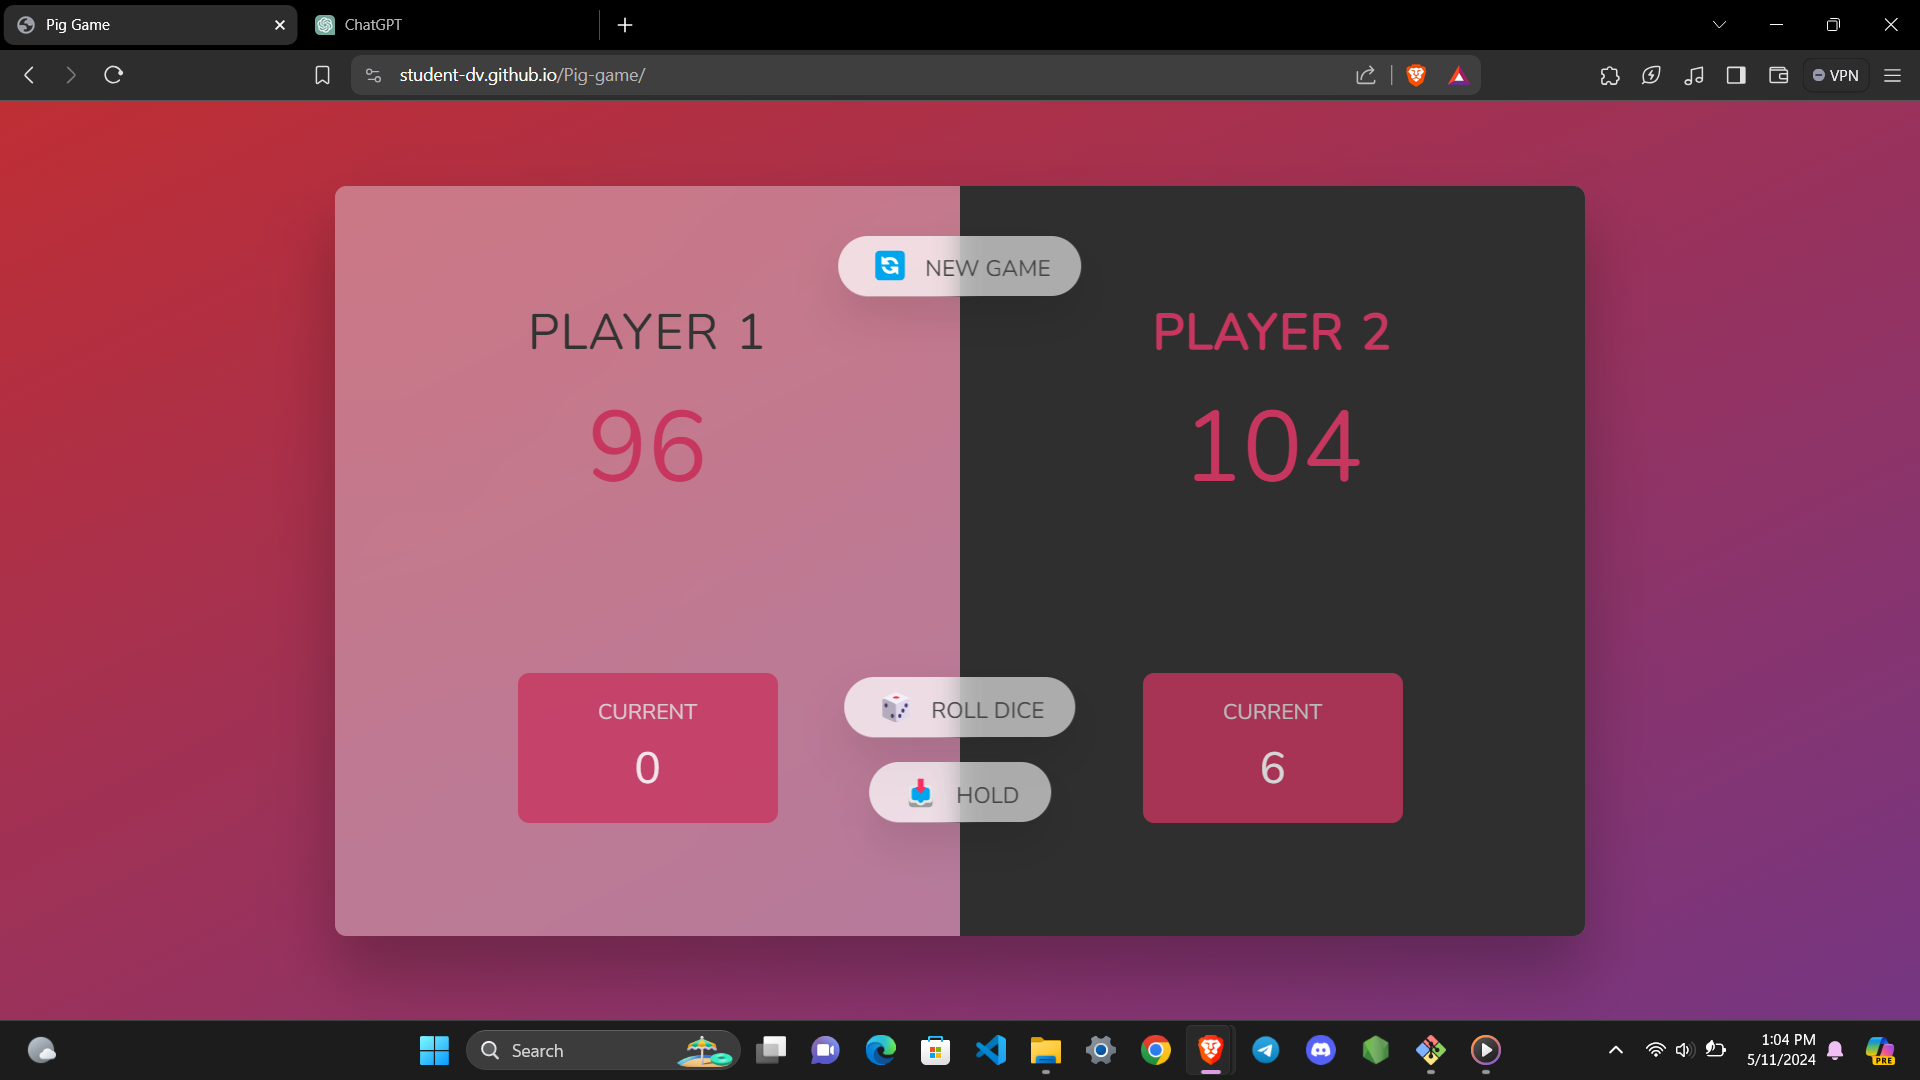 Pig Game
ChatGPT
student-dv.github.io/Pig-game/
VPN
NEW GAME
PLAYER 1
96
PLAYER 2
104
CURRENT
0
ROLL DICE
HOLD
CURRENT
6
Search
1:04 PM
5/11/2024
PRE